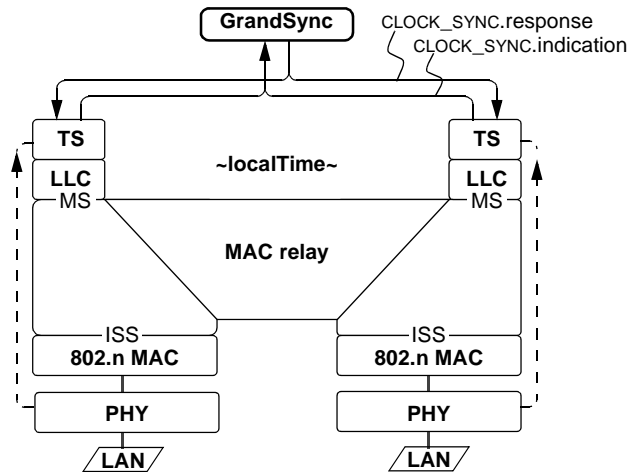 GrandSync
CLOCK_SYNC.response
CLOCK_SYNC.indication
TS
TS
~localTime~
LLC
LLC
MS
MS
MAC relay
ISS
ISS
802.n MAC
802.n MAC
PHY
PHY
LAN
LAN